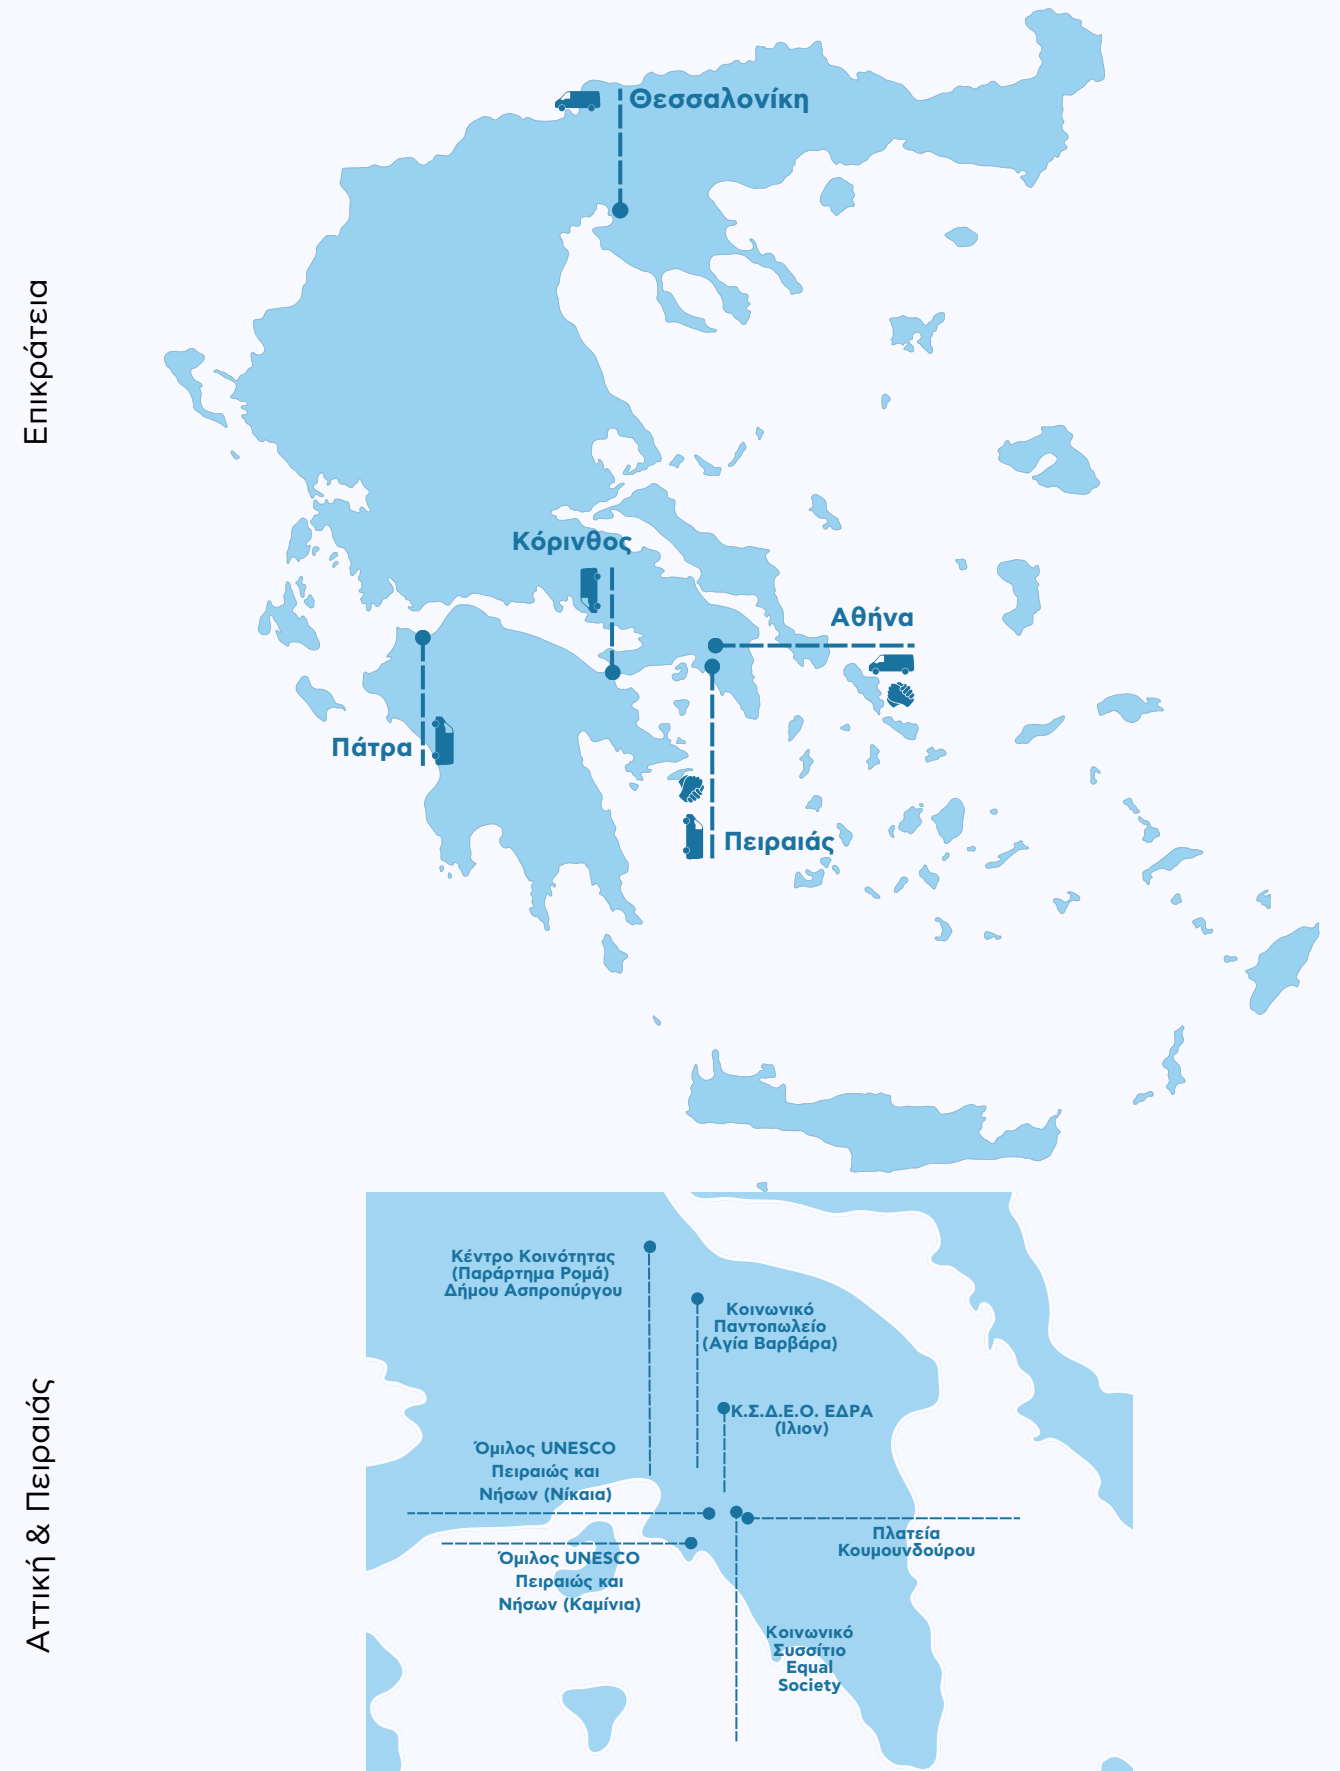 Επικράτεια
Θεσσαλονίκη
Κόρινθος
Αθήνα
Πάτρα
Πειραιάς
Αττική & Πειραιάς
Κέντρο Κοινότητας
(Παράρτημα Ρομά)
Δήμου Ασπροπύργου
Κοινωνικό
Παντοπωλείο
(Αγία Βαρβάρα)
Κ.Σ.Δ.Ε.Ο. ΕΔΡΑ
(Ιλιον)
Όμιλος UNESCO
Πειραιώς και
Νήσων (Νίκαια)
Πλατεία
Κουμουνδούρου
Όμιλος UNESCO
Πειραιώς και
Νήσων (Καμίνια)
Κοινωνικό
Συσσίτιο
Equal
Society